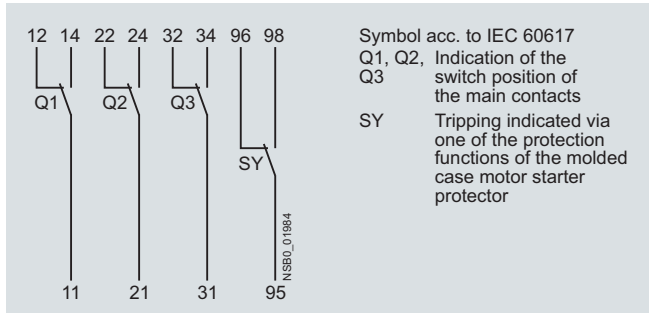 12 14 22 24 32 34 96 98
Q1 Q2 Q3
SY
NSB0_01984
11 21 31 95
Symbol acc. to IEC 60617
Q1, Q2, Indication of the
Q3 switch position of
the main contacts
SY Tripping indicated via
one of the protection
functions of the molded
case motor starter
protector